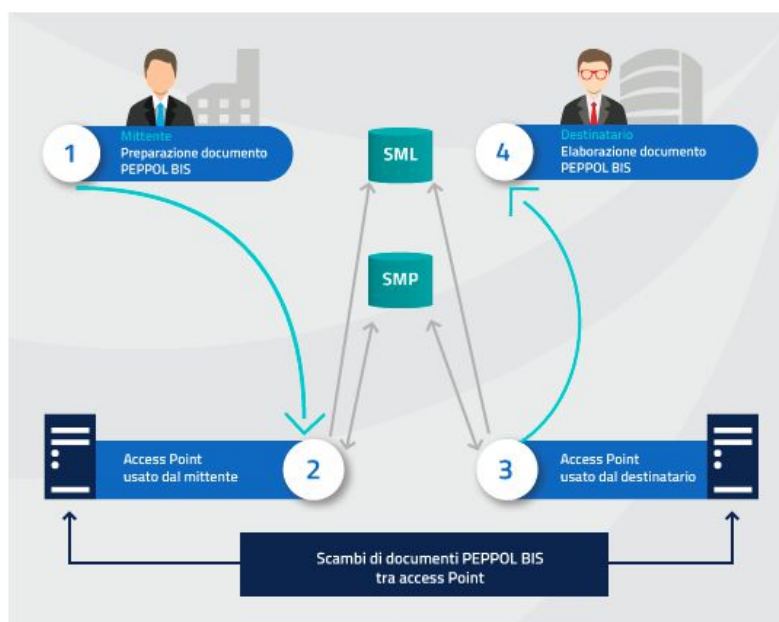 1
Mittente
Preparazione documento
PEPPOL BIS
SML
4
Destinatario
Elaborazione documento
PEPPOL BIS
SMP
Access Point
usato dal mittente
2
3
Access Point
usato dal destinatario
Scambi di documenti PEPPOL BIS
tra access Point